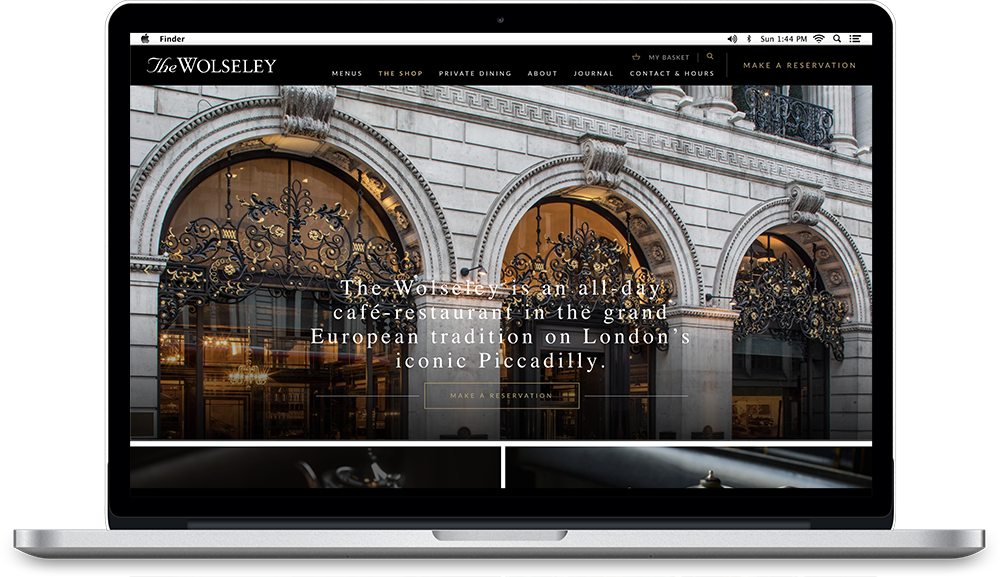 Finder
Sun 1:44 PM
The WOLSELEY
MY BASKET
MENUS THE SHOP PRIVATE DINING ABOUT JOURNAL CONTACT & HOURS
MAKE A RESERVATION
The Wolseley is an all-day
café-restaurant in the grand
European tradition on London’s
iconic Piccadilly.
MAKE A RESERVATION